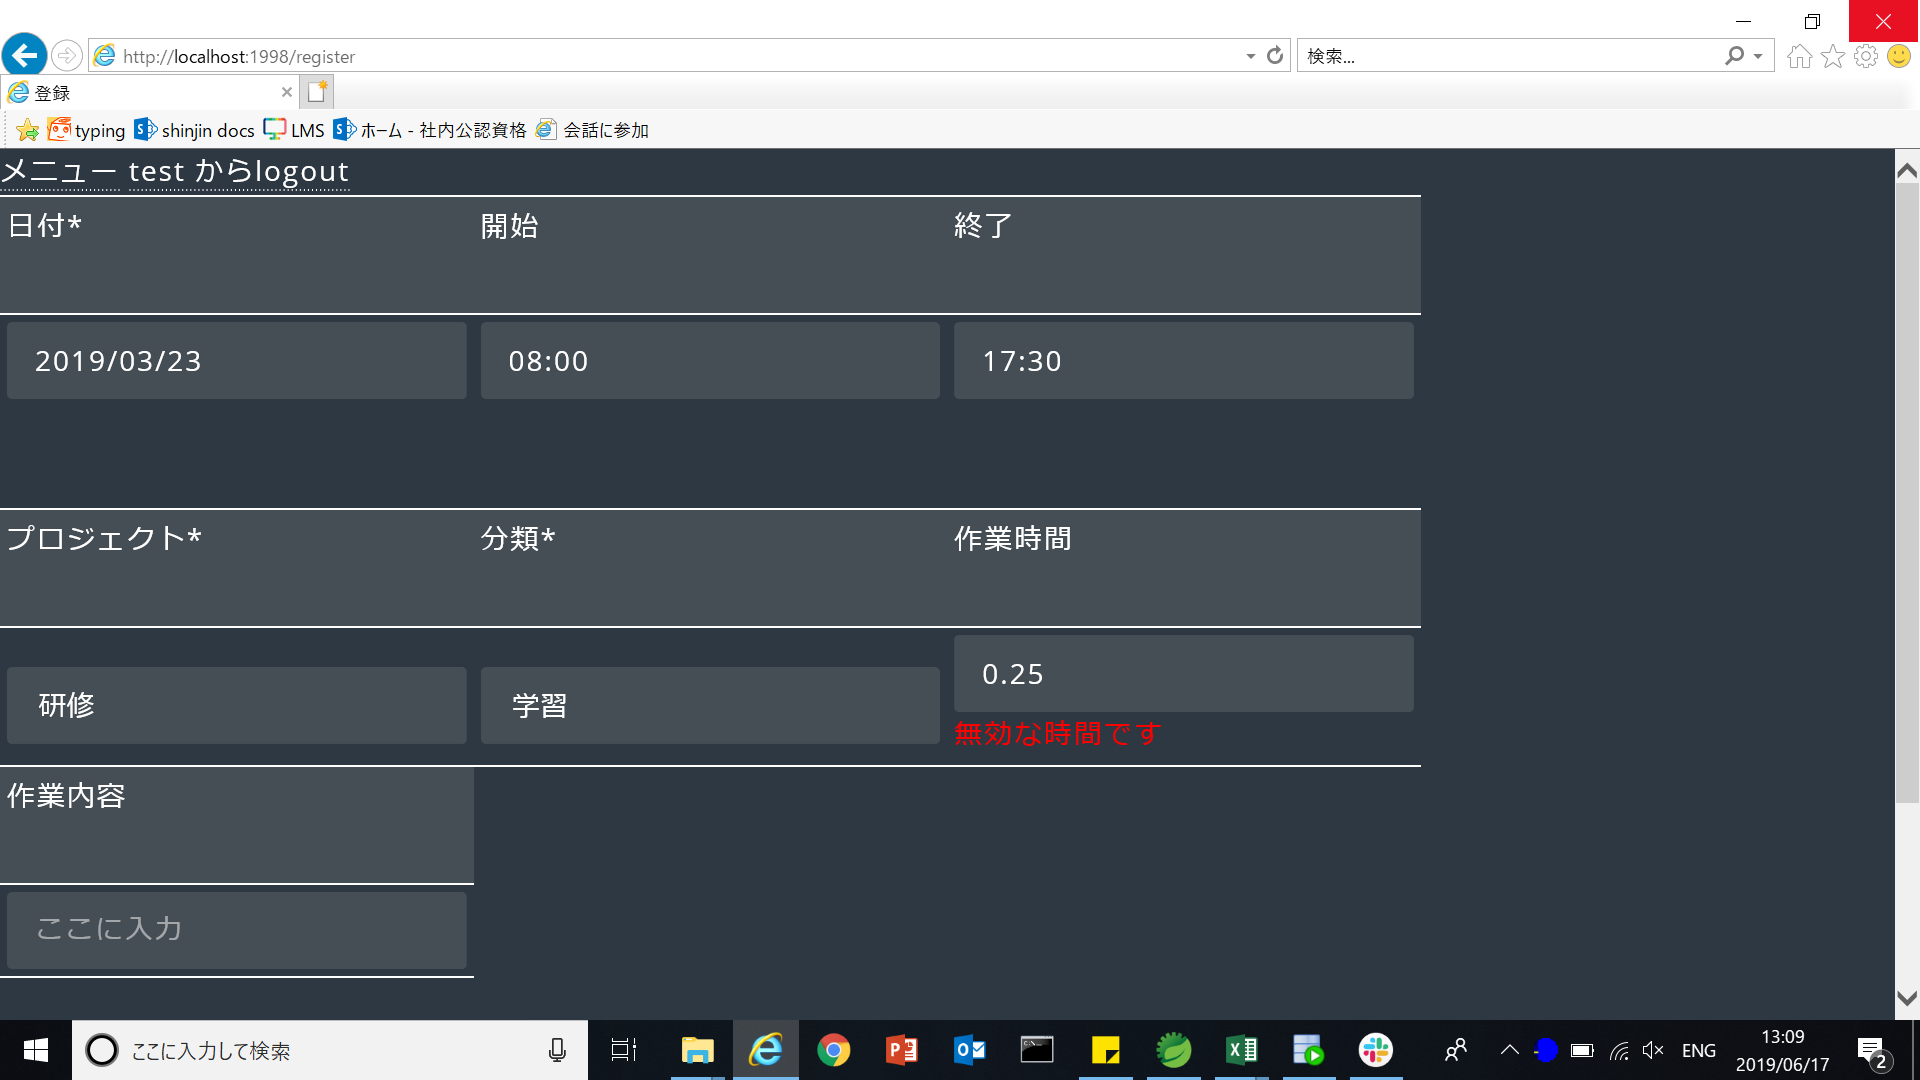 http://localhost:1998/register
検索...
登録
typing shinjin docs LMS ホーム - 社内公認資格 会話に参加
メニュー test からlogout
日付* 開始 終了
2019/03/23 08:00 17:30
プロジェクト* 分類* 作業時間
研修 学習 0.25
無効な時間です
作業内容
ここに入力
ここに入力して検索
ENG
13:09
2019/06/17
2